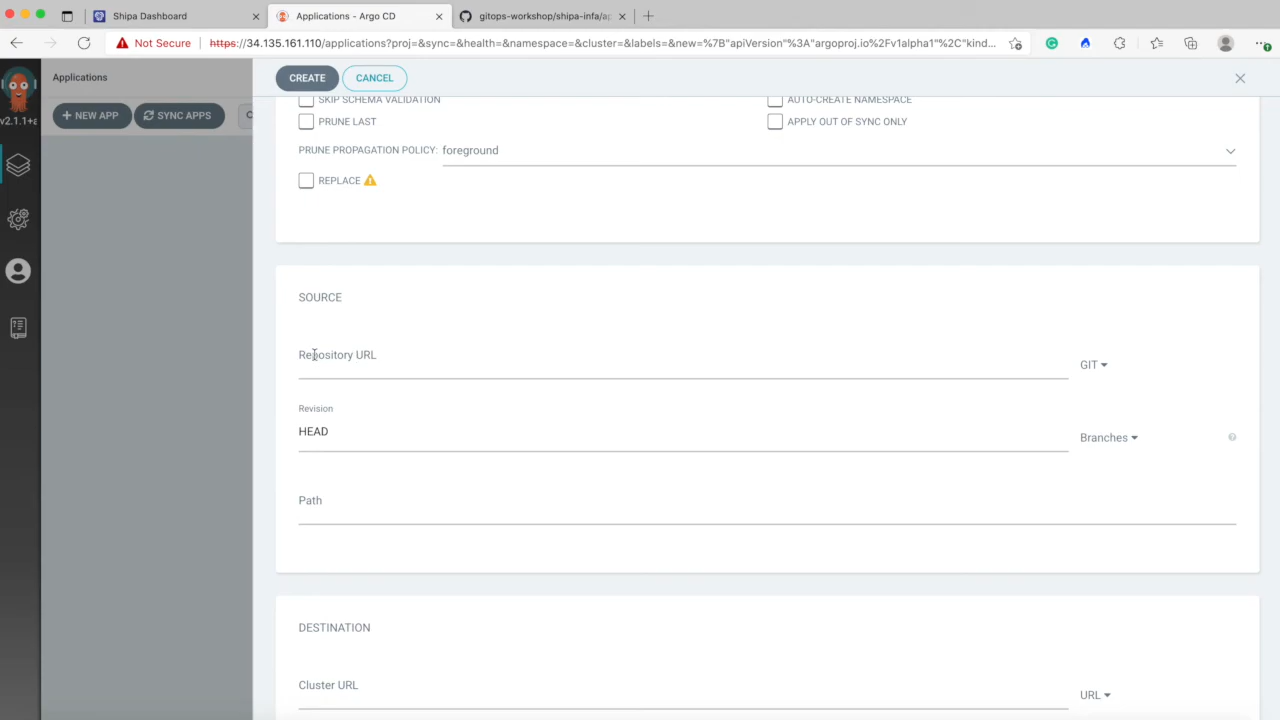 Shipa Dashboard
Applications - Argo CD
gitops-workshop/shipa-infa/ap
Not Secure
https://34.135.161.110/applications?proj=&sync=&health=&namespace=&cluster=&labels=&new=%7B"apiVersion"%3A"argoproj.io%2Fv1alpha1"%2C"kind...
Applications
CREATE
CANCEL
v2.1.1+a
+ NEW APP
SYNC APPS
SKIP SCHEMA VALIDATION
AUTO-CREATE NAMESPACE
PRUNE LAST
APPLY OUT OF SYNC ONLY
PRUNE PROPAGATION POLICY: foreground
REPLACE
SOURCE
Repository URL
GIT
Revision
HEAD
Branches
Path
DESTINATION
Cluster URL
URL